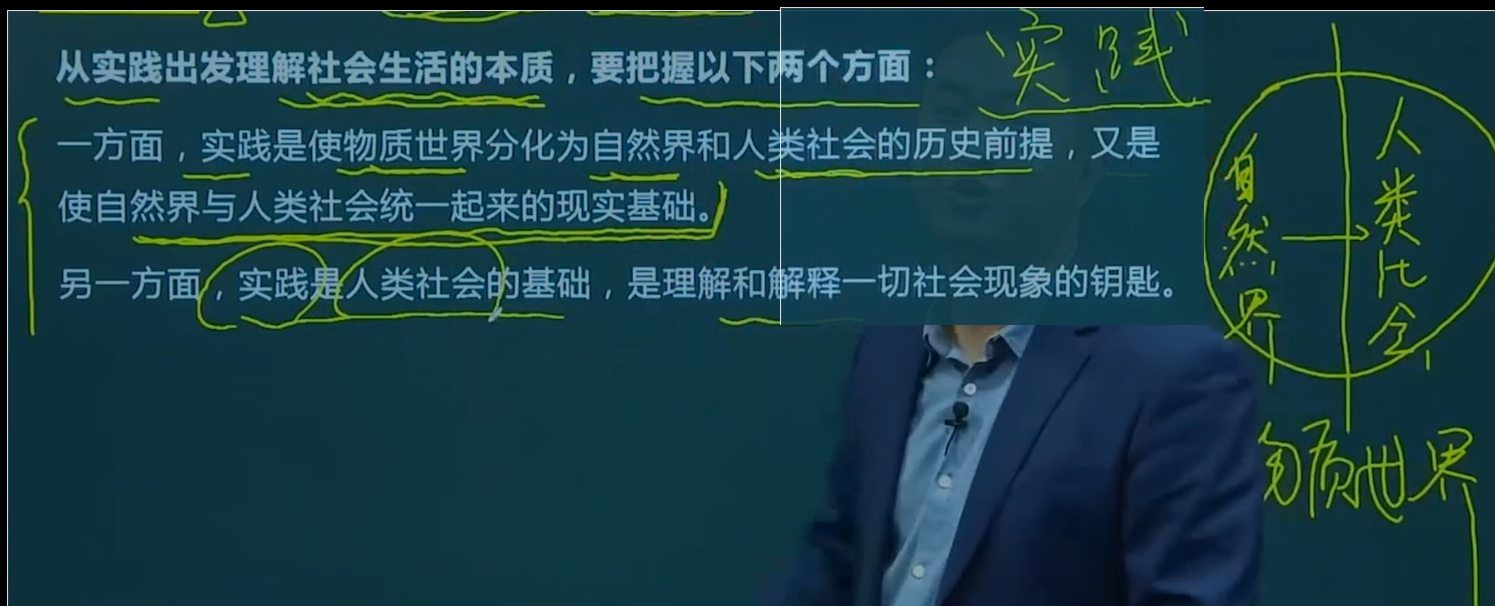 从实践出发理解社会生活的本质，要把握以下两个方面：
实践
一方面，实践是使物质世界分化为自然界和人类社会的历史前提，又是
使自然界与人类社会统一起来的现实基础。
另一方面，实践是人类社会的基础，是理解和解释一切社会现象的钥匙。
自然界
人类社会
物质世界